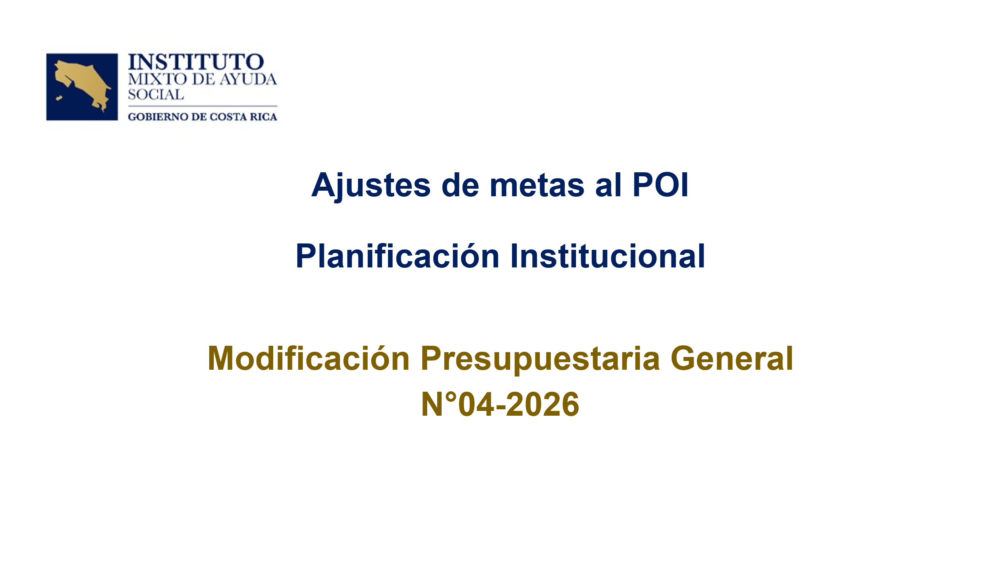 INSTITUTO
MIXTO DE AYUDA
SOCIAL
GOBIERNO DE COSTA RICA
Ajustes de metas al POI
Planificación Institucional
Modificación Presupuestaria General
N°04-2026